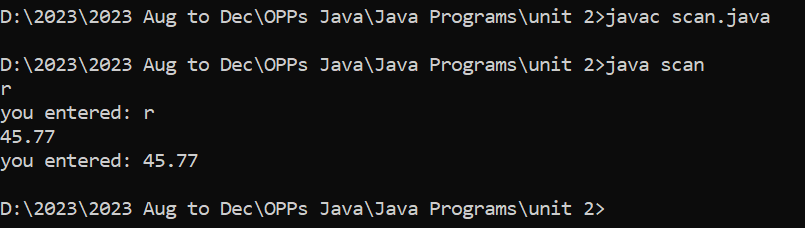 D:\2023\2023 Aug to Dec\OPPs Java\Java Programs\unit 2>javac scan.java
D:\2023\2023 Aug to Dec\OPPs Java\Java Programs\unit 2>java scan
r
you entered: r
45.77
you entered: 45.77
D:\2023\2023 Aug to Dec\OPPs Java\Java Programs\unit 2>